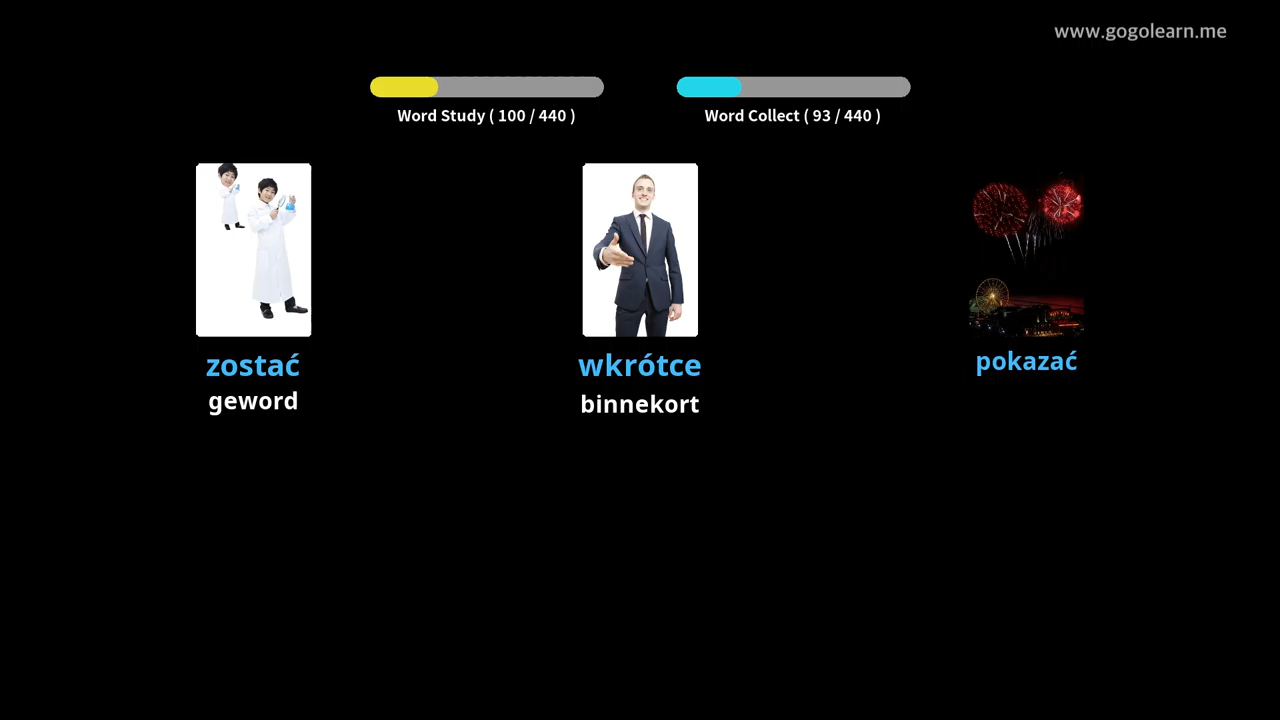 www.gogolearn.me
Word Study ( 100 / 440 )
Word Collect ( 93 / 440 )
zostać
wkrótce
pokazać
geword
binnekort